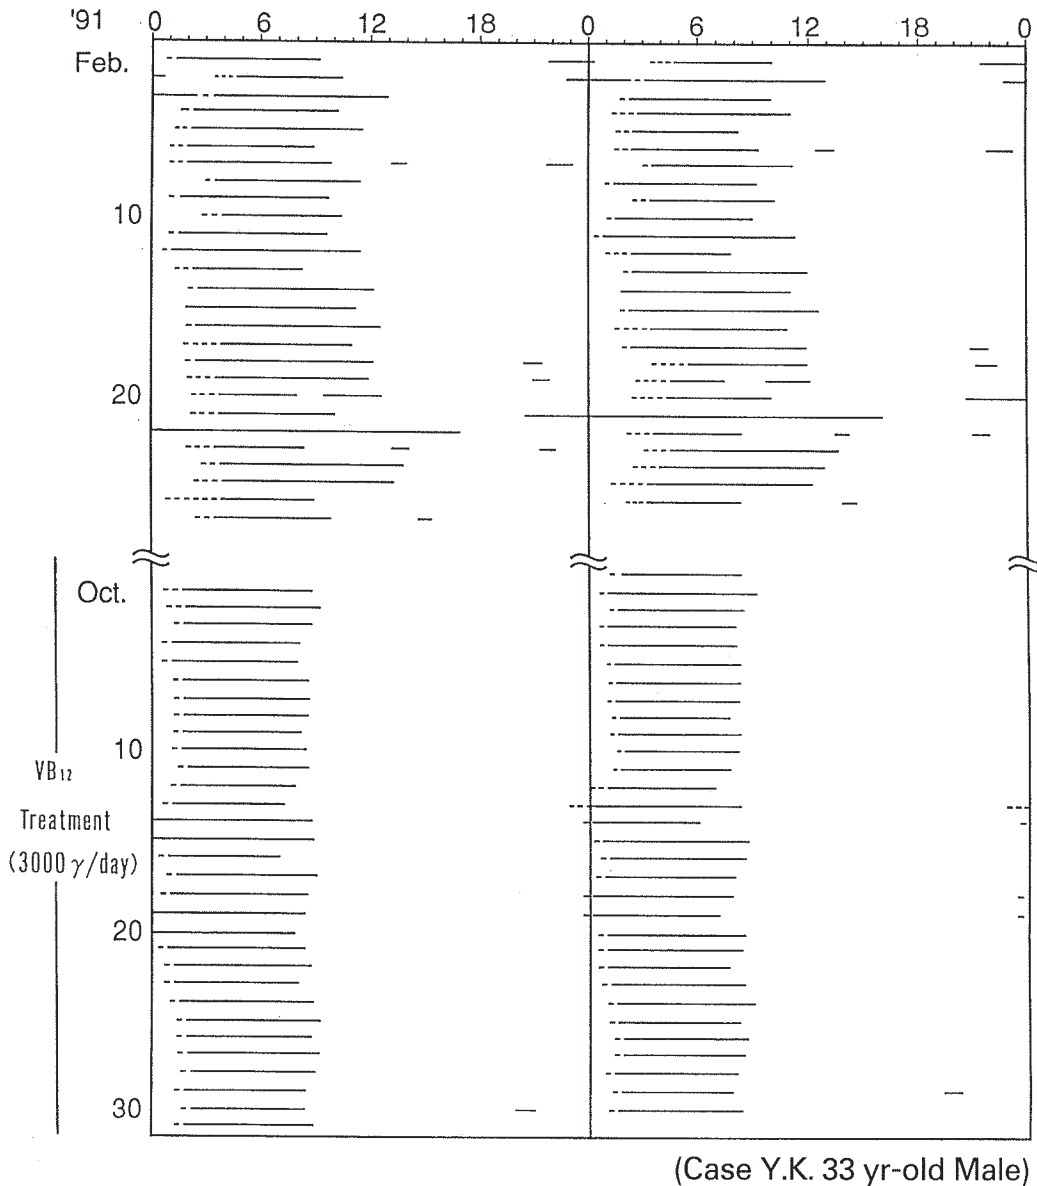 '91 0 6 12 18 0 6 12 18 0
Feb.
10
20
Oct.
10
VB₁₂
Treatment
(3000 γ/day)
20
30
(Case Y.K. 33 yr-old Male)